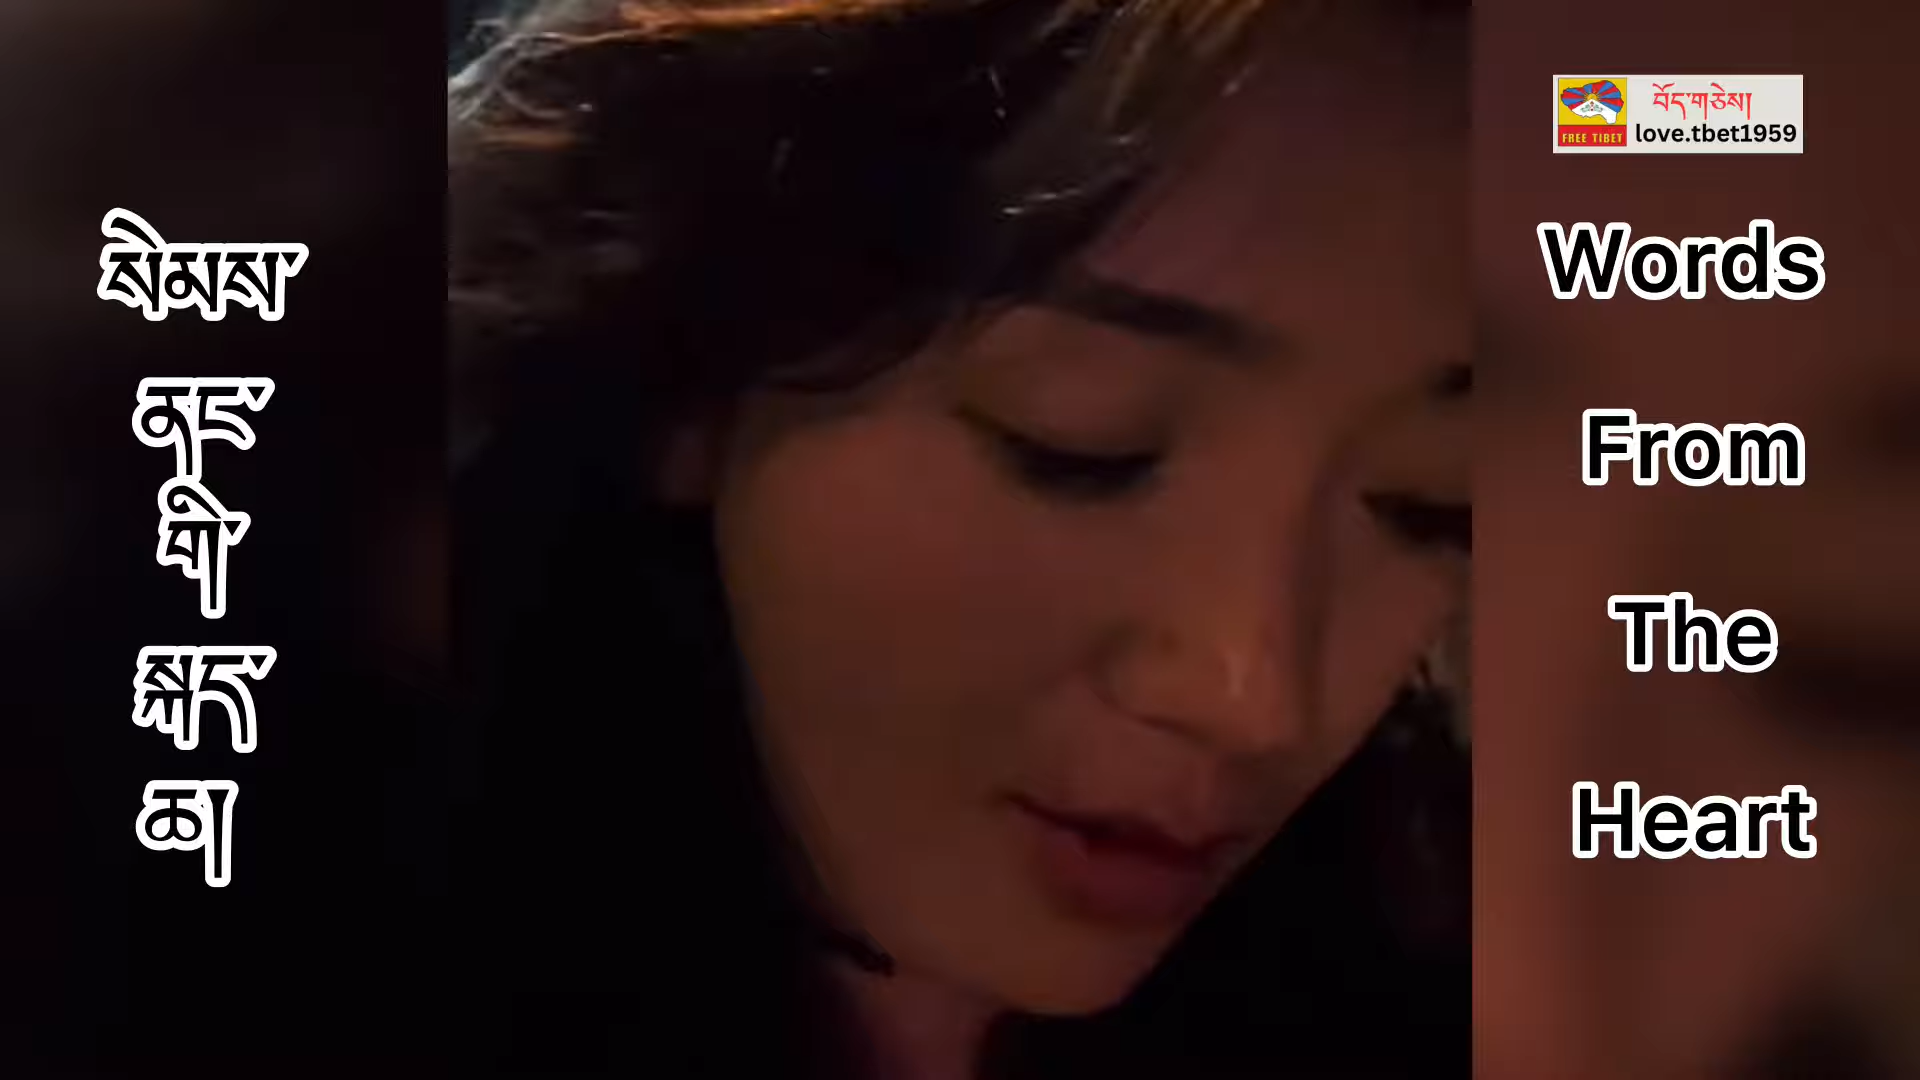 སེམས་
ནང་
གི་
སྐད་
ཆ།
FREE TIBET
བོད་གཅེས།
love.tbet1959
Words
From
The
Heart